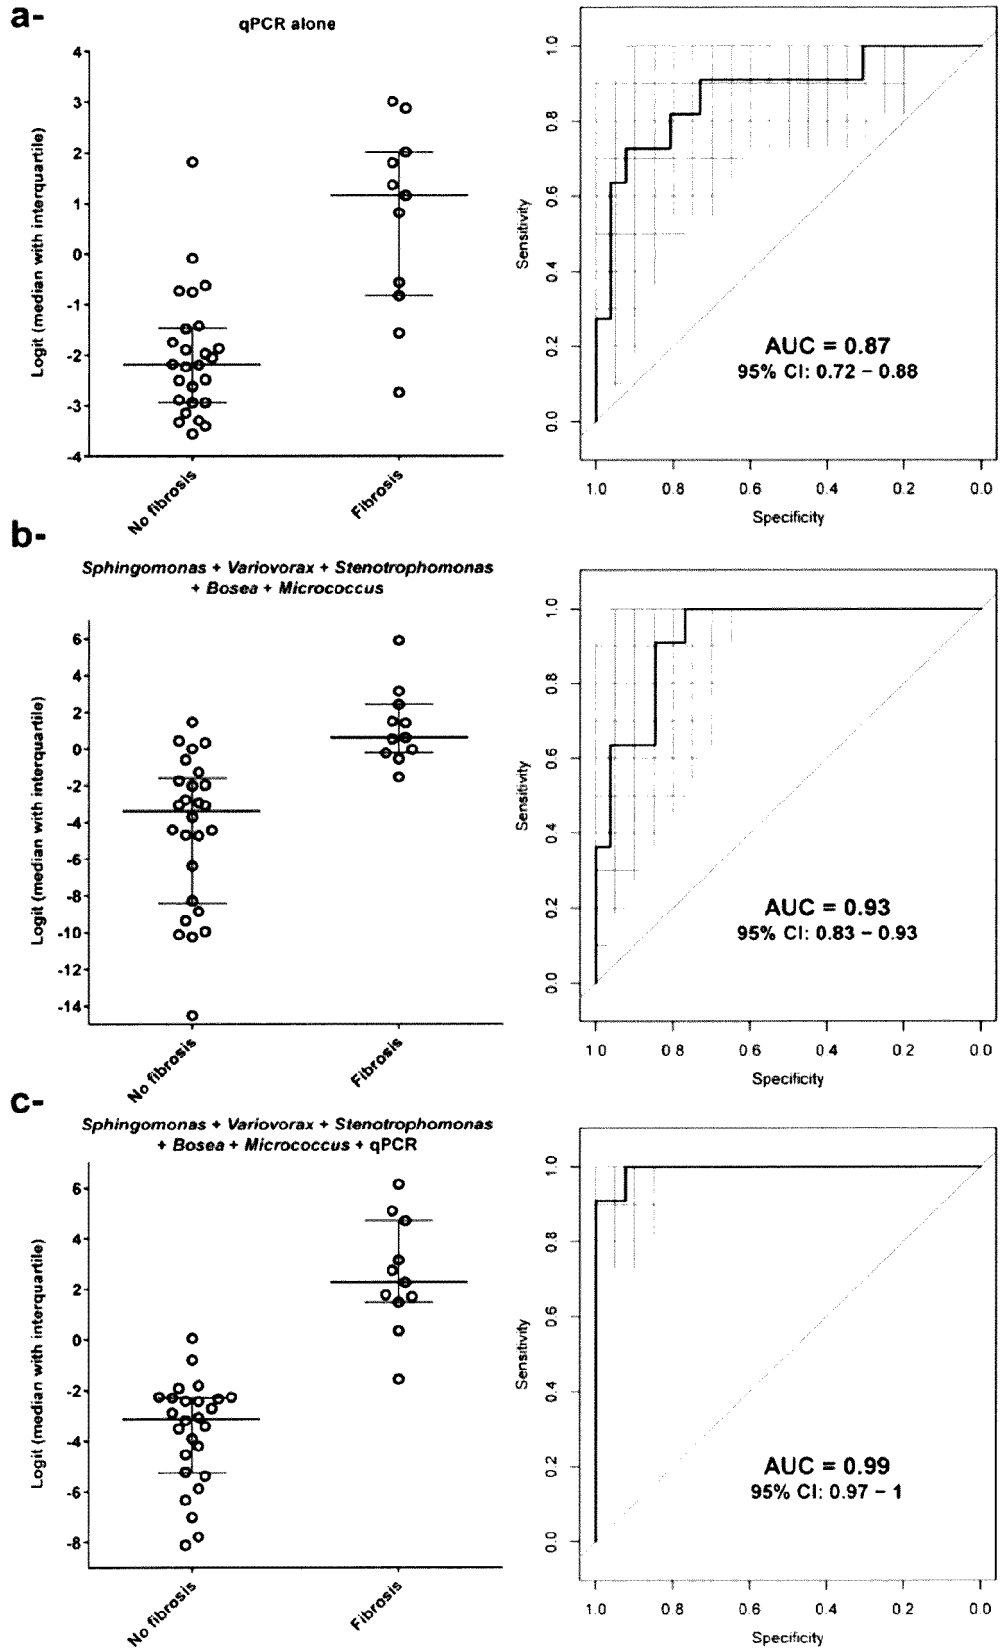 a-
qPCR alone
Logit (median with interquartile)
4
3
2
1
0
-1
-2
-3
-4
No fibrosis
Fibrosis
Sensitivity
1.0
0.8
0.6
0.4
0.2
0.0
AUC = 0.87
95% CI: 0.72 – 0.88
1.0 0.8 0.6 0.4 0.2 0.0
Specificity
b-
Sphingomonas + Variovorax + Stenotrophomonas
+ Bosea + Micrococcus
Logit (median with interquartile)
6
4
2
0
-2
-4
-6
-8
-10
-12
-14
No fibrosis
Fibrosis
Sensitivity
1.0
0.8
0.6
0.4
0.2
0.0
AUC = 0.93
95% CI: 0.83 – 0.93
1.0 0.8 0.6 0.4 0.2 0.0
Specificity
c-
Sphingomonas + Variovorax + Stenotrophomonas
+ Bosea + Micrococcus + qPCR
Logit (median with interquartile)
6
4
2
0
-2
-4
-6
-8
No fibrosis
Fibrosis
Sensitivity
1.0
0.8
0.6
0.4
0.2
0.0
AUC = 0.99
95% CI: 0.97 – 1
1.0 0.8 0.6 0.4 0.2 0.0
Specificity